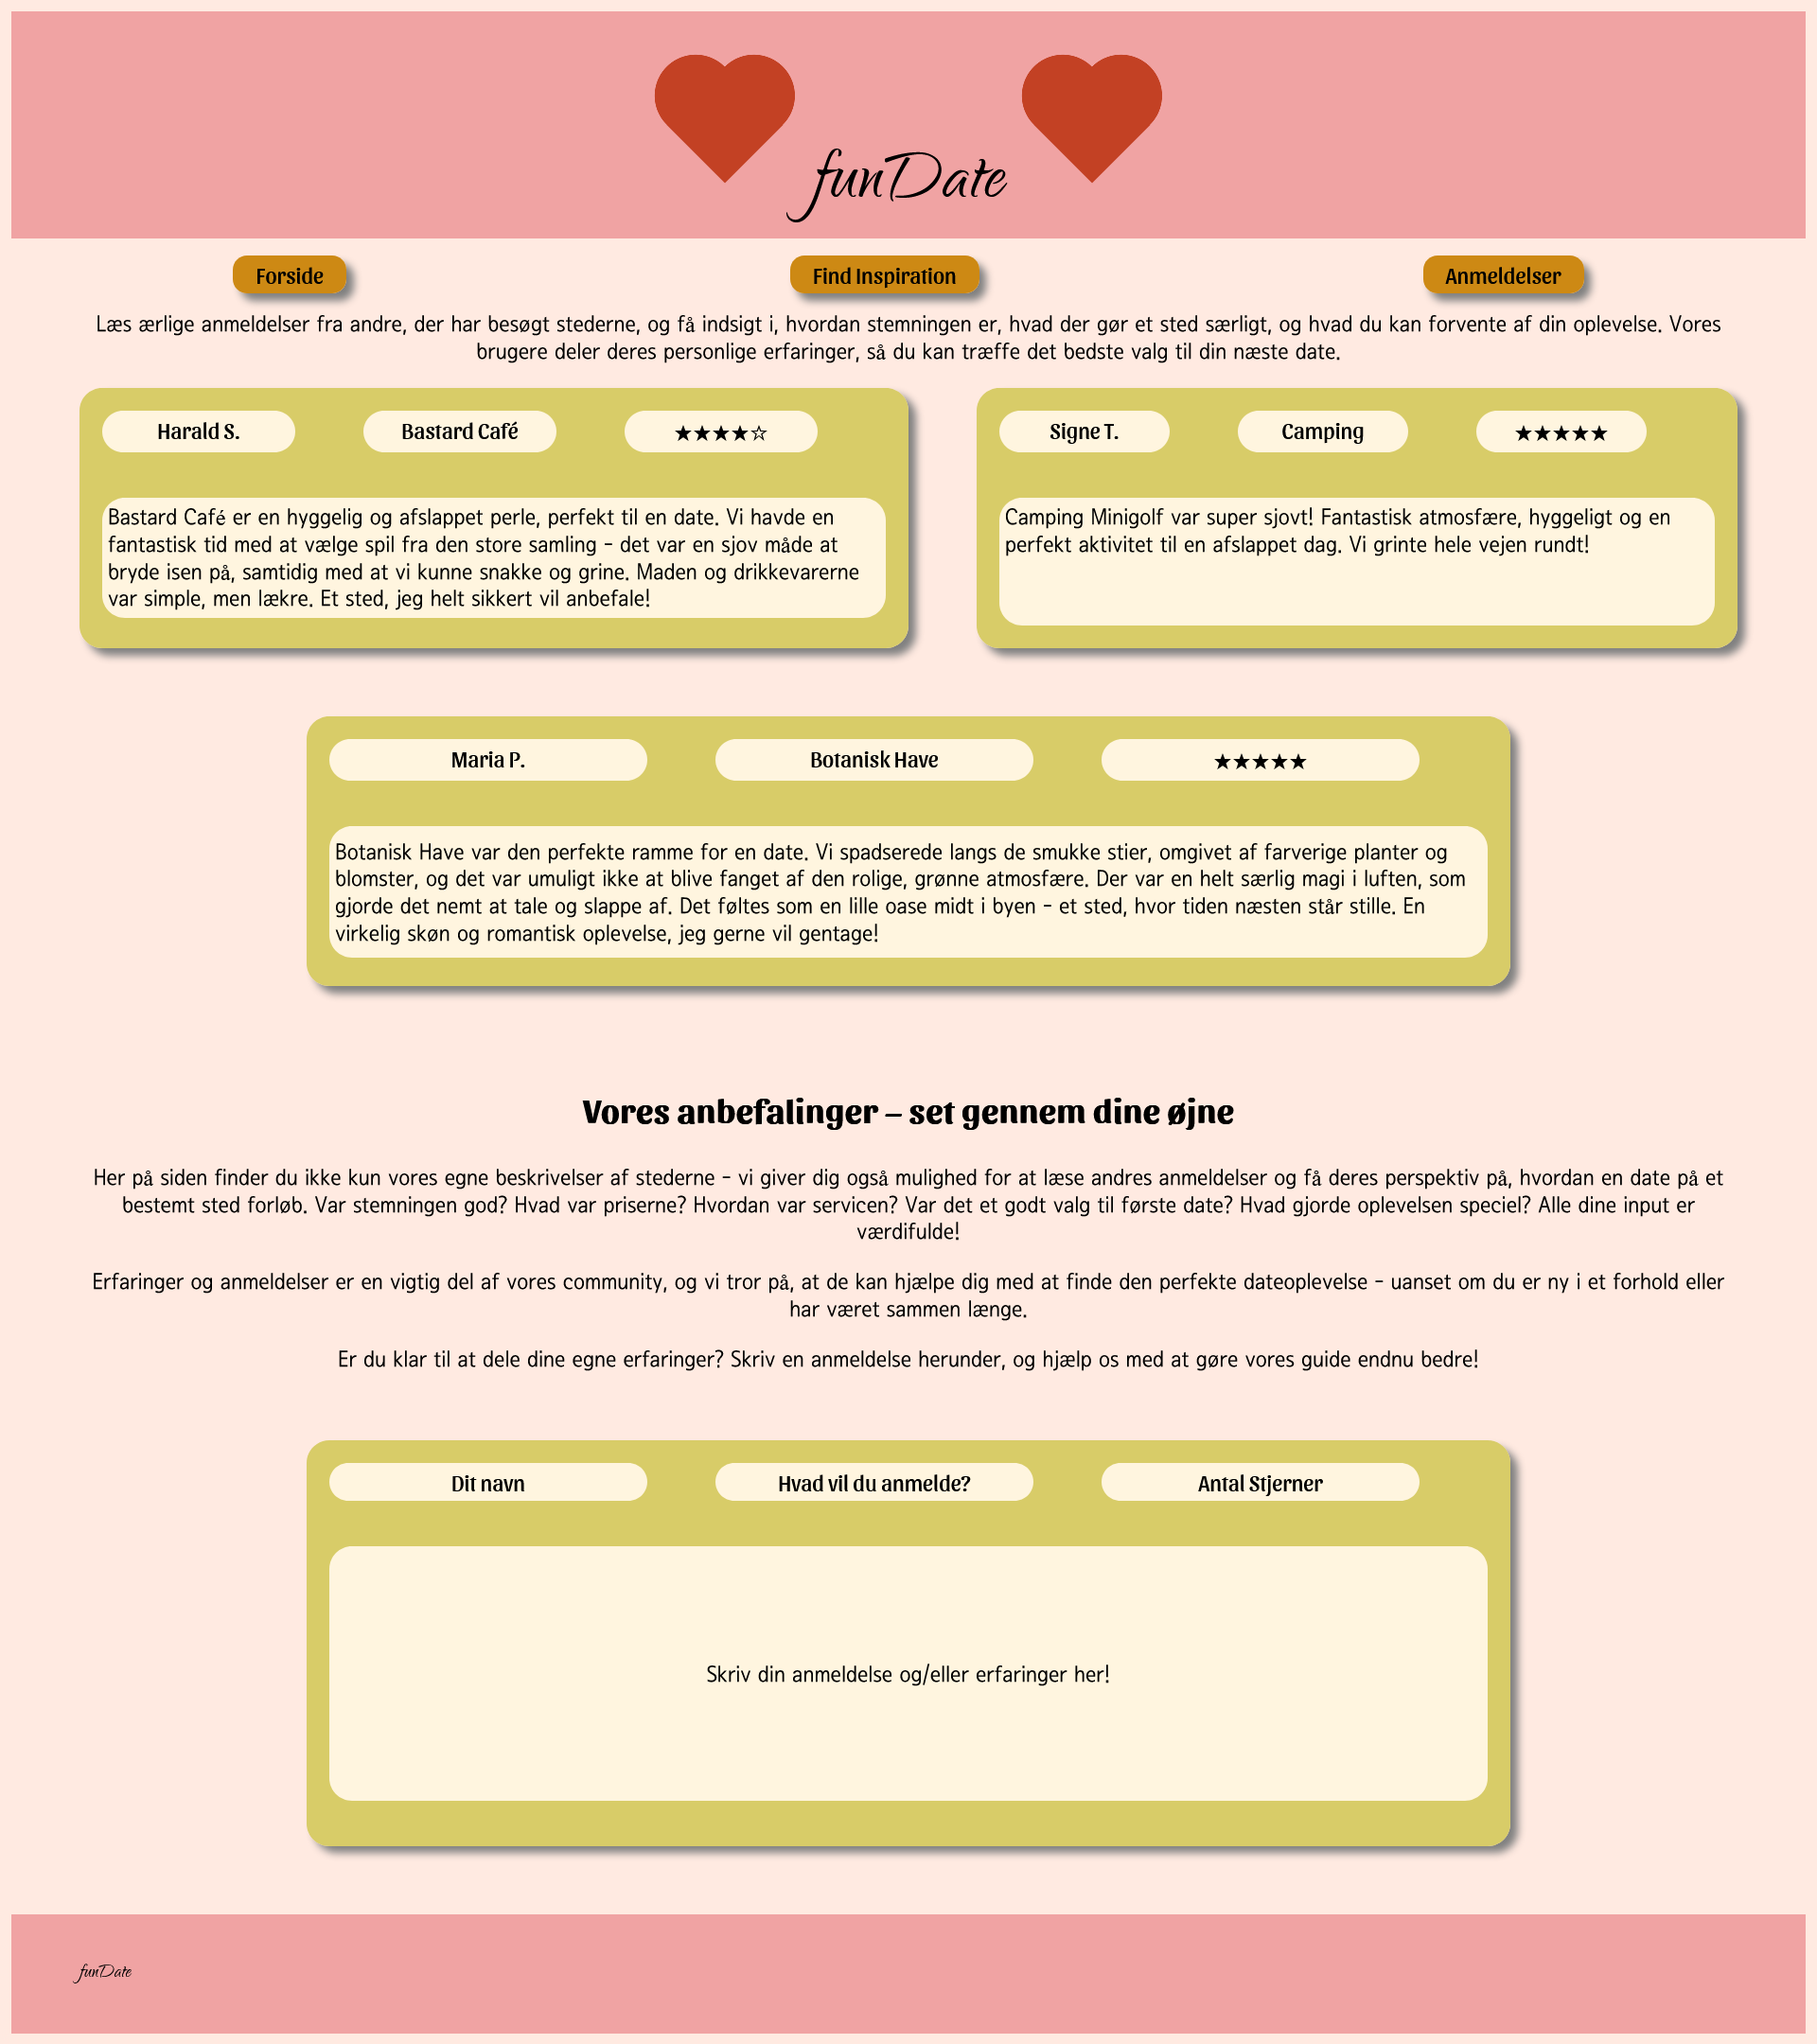 funDate
Forside
Find Inspiration
Anmeldelser
Læs ærlige anmeldelser fra andre, der har besøgt stederne, og få indsigt i, hvordan stemningen er, hvad der gør et sted særligt, og hvad du kan forvente af din oplevelse. Vores
brugere deler deres personlige erfaringer, så du kan træffe det bedste valg til din næste date.
Harald S.
Bastard Café
★★★★☆
Bastard Café er en hyggelig og afslappet perle, perfekt til en date. Vi havde en
fantastisk tid med at vælge spil fra den store samling – det var en sjov måde at
bryde isen på, samtidig med at vi kunne snakke og grine. Maden og drikkevarerne
var simple, men lækre. Et sted, jeg helt sikkert vil anbefale!
Signe T.
Camping
★★★★★
Camping Minigolf var super sjovt! Fantastisk atmosfære, hyggeligt og en
perfekt aktivitet til en afslappet dag. Vi grinte hele vejen rundt!
Maria P.
Botanisk Have
★★★★★
Botanisk Have var den perfekte ramme for en date. Vi spadserede langs de smukke stier, omgivet af farverige planter og
blomster, og det var umuligt ikke at blive fanget af den rolige, grønne atmosfære. Der var en helt særlig magi i luften, som
gjorde det nemt at tale og slappe af. Det føltes som en lille oase midt i byen – et sted, hvor tiden næsten står stille. En
virkelig skøn og romantisk oplevelse, jeg gerne vil gentage!
Vores anbefalinger – set gennem dine øjne
Her på siden finder du ikke kun vores egne beskrivelser af stederne – vi giver dig også mulighed for at læse andres anmeldelser og få deres perspektiv på, hvordan en date på et
bestemt sted forløb. Var stemningen god? Hvad var priserne? Hvordan var servicen? Var det et godt valg til første date? Hvad gjorde oplevelsen speciel? Alle dine input er
værdifulde!
Erfaringer og anmeldelser er en vigtig del af vores community, og vi tror på, at de kan hjælpe dig med at finde den perfekte dateoplevelse – uanset om du er ny i et forhold eller
har været sammen længe.
Er du klar til at dele dine egne erfaringer? Skriv en anmeldelse herunder, og hjælp os med at gøre vores guide endnu bedre!
Dit navn
Hvad vil du anmelde?
Antal Stjerner
Skriv din anmeldelse og/eller erfaringer her!
funDate